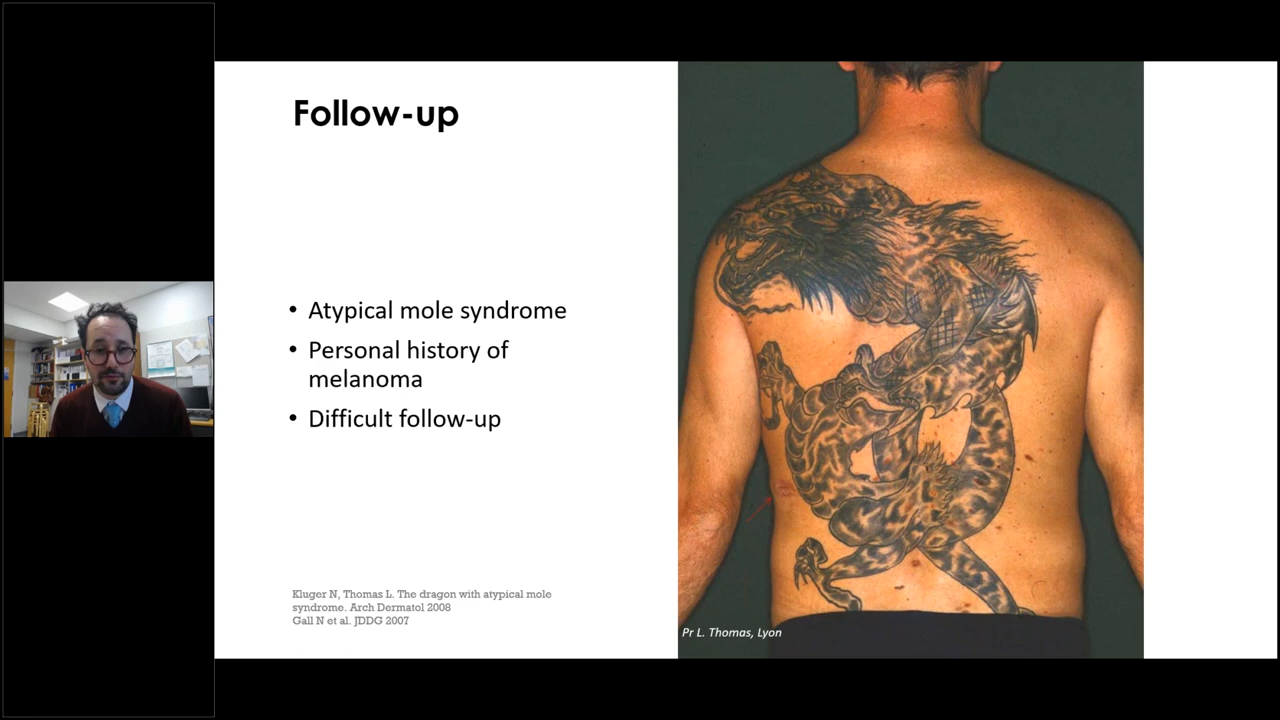 Follow-up
• Atypical mole syndrome
• Personal history of
melanoma
• Difficult follow-up
Kluger N, Thomas L. The dragon with atypical mole
syndrome. Arch Dermatol 2008
Gall N et al. JDDG 2007
Pr L. Thomas, Lyon